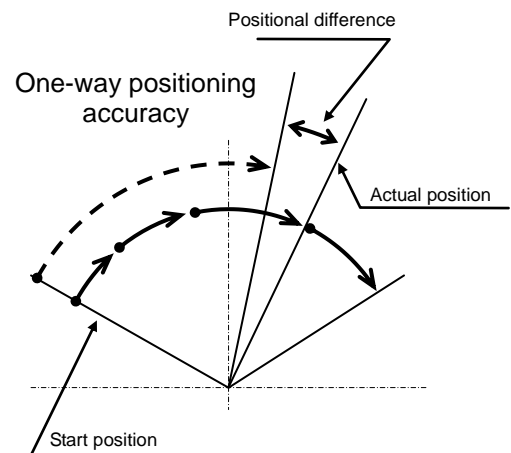 Positional difference
One-way positioning
accuracy
Actual position
Start position